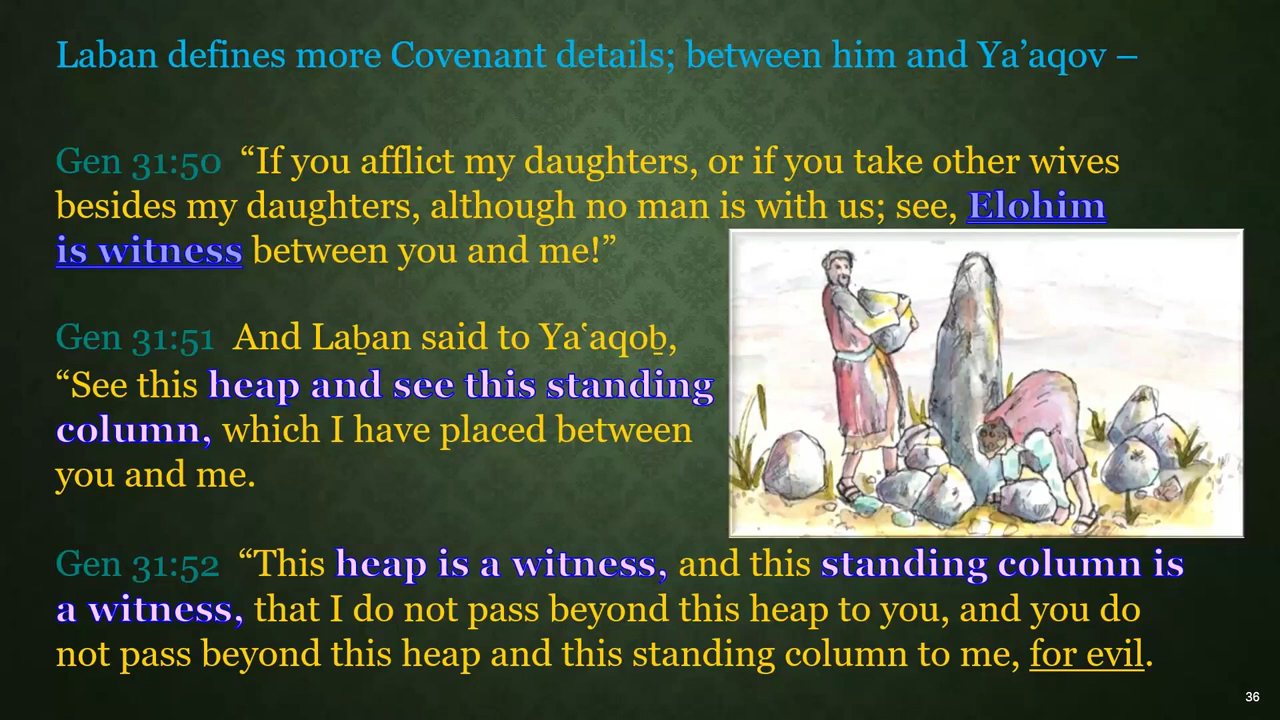 Laban defines more Covenant details; between him and Ya’aqov –
Gen 31:50 “If you afflict my daughters, or if you take other wives
besides my daughters, although no man is with us; see, Elohim
is witness between you and me!”
Gen 31:51 And Laḇan said to Yaʽaqoḇ,
“See this heap and see this standing
column, which I have placed between
you and me.
Gen 31:52 “This heap is a witness, and this standing column is
a witness, that I do not pass beyond this heap to you, and you do
not pass beyond this heap and this standing column to me, for evil.
36